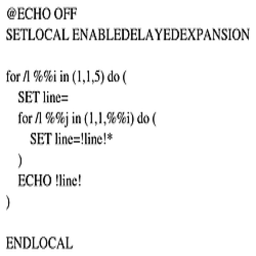 @ECHO OFF
SETLOCAL ENABLEDELAYEDEXPANSION
for /l %%i in (1,1,5) do (
SET line=
for /l %%j in (1,1,%%i) do (
SET line=!line!*
)
ECHO !line!
)
ENDLOCAL